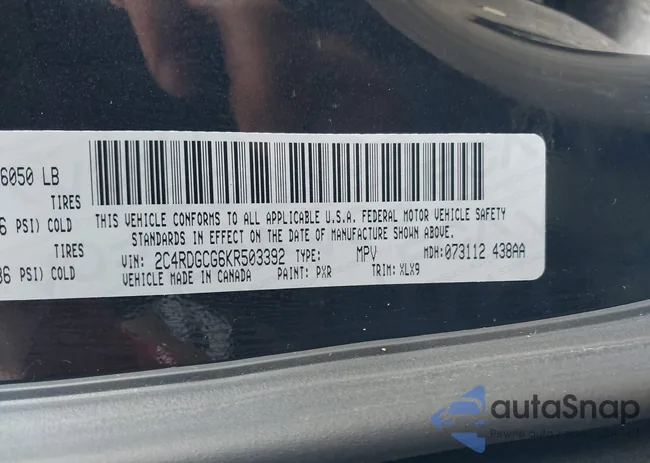 6050 LB
TIRES
6 PSI) COLD
TIRES
36 PSI) COLD
THIS VEHICLE CONFORMS TO ALL APPLICABLE U.S.A. FEDERAL MOTOR VEHICLE SAFETY
STANDARDS IN EFFECT ON THE DATE OF MANUFACTURE SHOWN ABOVE.
VIN: 2C4RDGCG6KR503392 TYPE: MPV MDH: 073112 438AA
VEHICLE MADE IN CANADA PAINT: PXR TRIM: XLX9
autoSnap